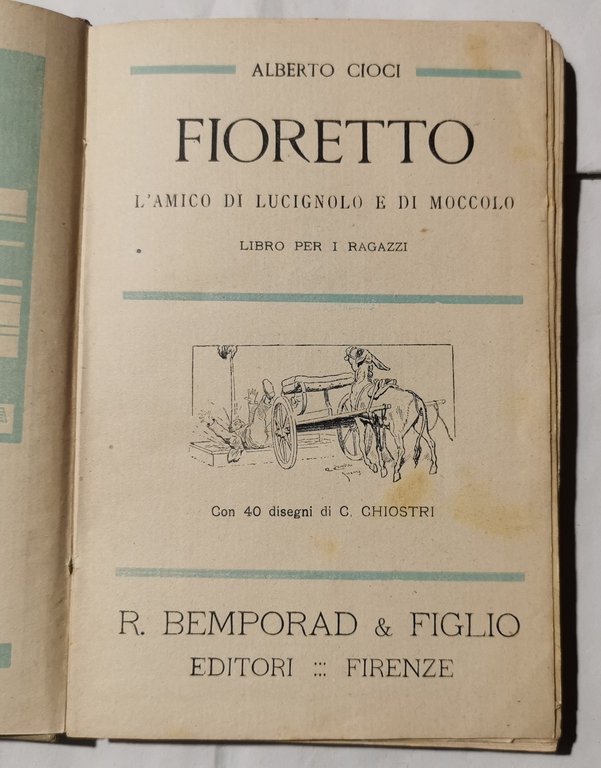 ALBERTO CIOCI
FIORETTO
L'AMICO DI LUCIGNOLO E DI MOCCOLO
LIBRO PER I RAGAZZI
Con 40 disegni di C. CHIOSTRI
R. BEMPORAD & FIGLIO
EDITORI ::: FIRENZE